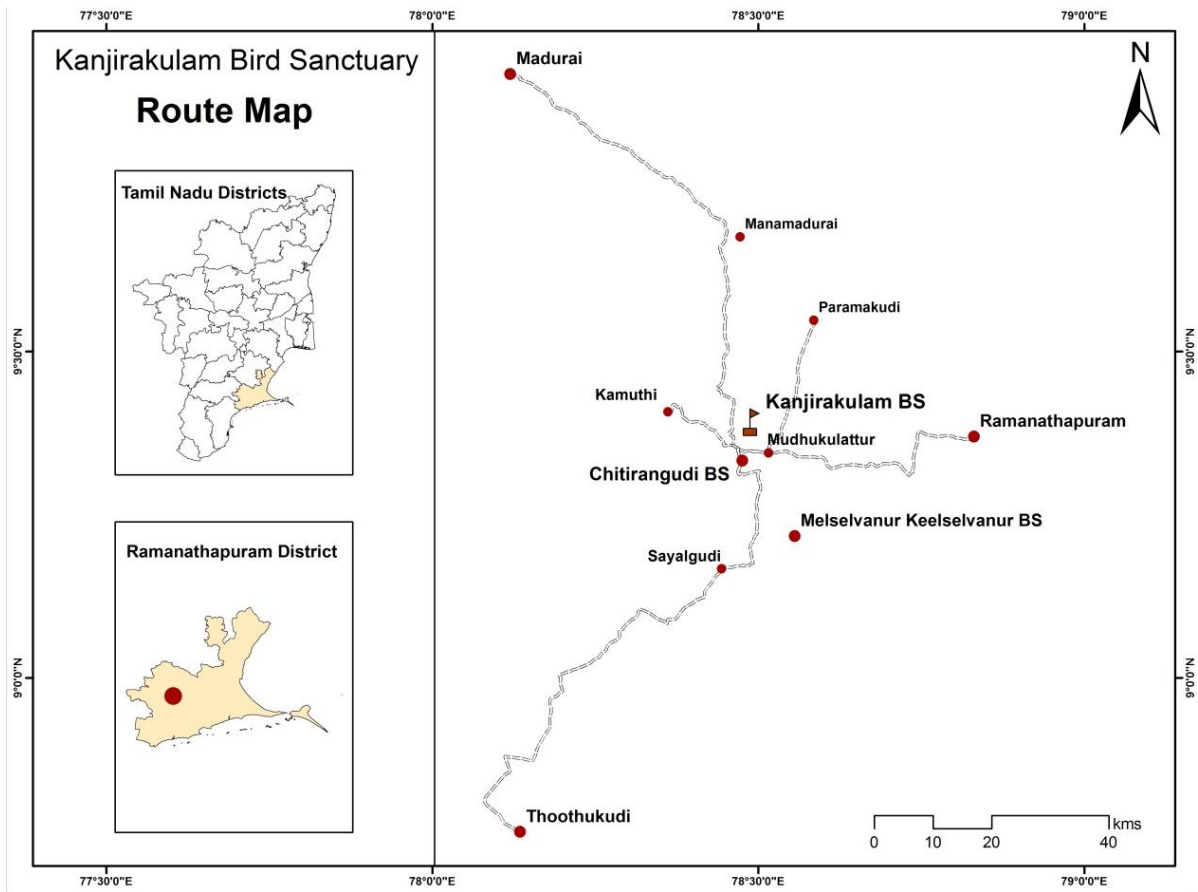 77°30'0"E 78°0'0"E 78°30'0"E 79°0'0"E
Kanjirakulam Bird Sanctuary
Route Map
Tamil Nadu Districts
Ramanathapuram District
N
Madurai
Manamadurai
Paramakudi
Kamuthi
Kanjirakulam BS
Ramanathapuram
Mudhukulattur
Chitirangudi BS
Melselvanur Keelselvanur BS
Sayalgudi
Thoothukudi
kms
0 10 20 40
9°30'0"N
9°0'0"N
9°30'0"N
9°0'0"N
77°30'0"E 78°0'0"E 78°30'0"E 79°0'0"E